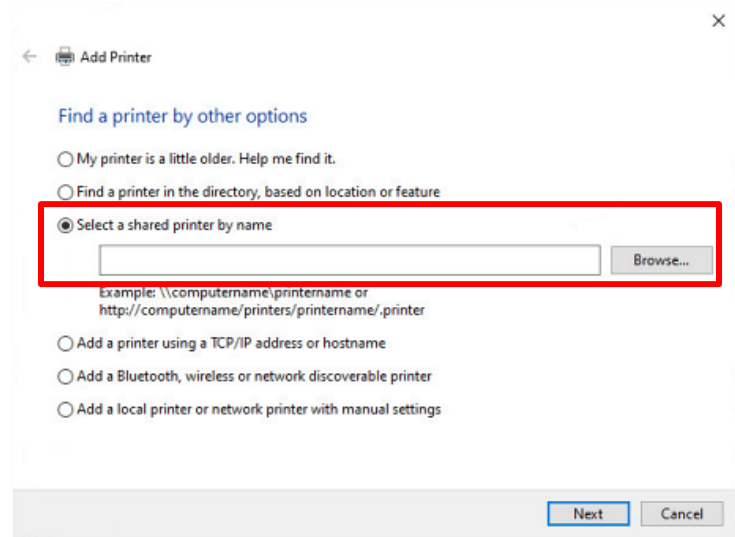 Add Printer
Find a printer by other options
My printer is a little older. Help me find it.
Find a printer in the directory, based on location or feature
Select a shared printer by name
Browse...
Example: \\computername\printername or
http://computername/printers/printername/.printer
Add a printer using a TCP/IP address or hostname
Add a Bluetooth, wireless or network discoverable printer
Add a local printer or network printer with manual settings
Next Cancel